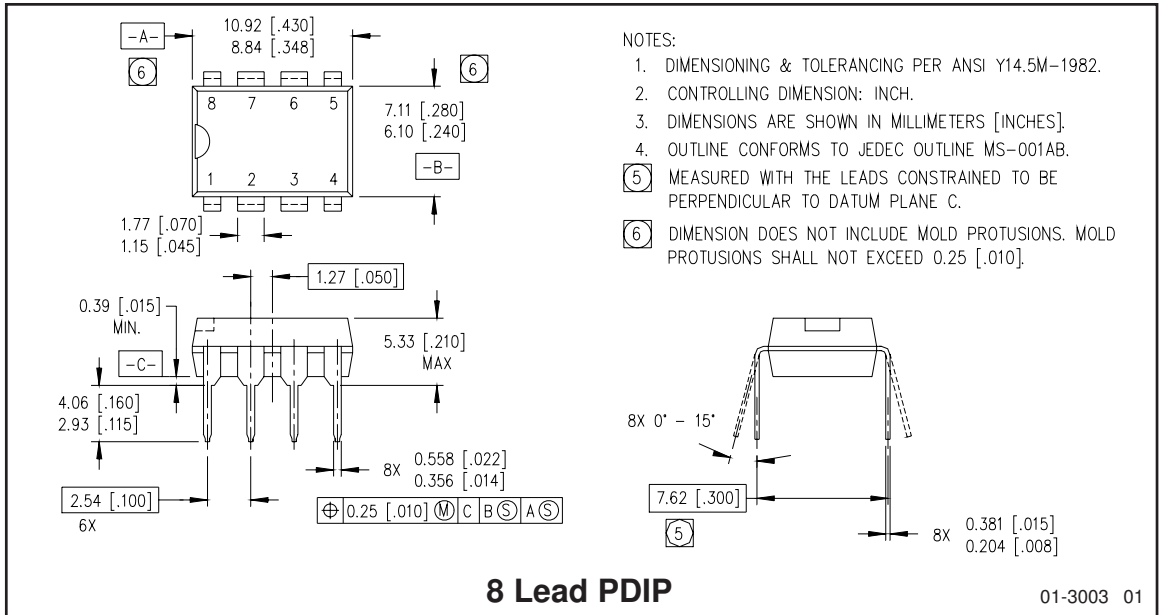 10.92 [.430]
8.84 [.348]
-A-
6
6
8 7 6 5
1 2 3 4
7.11 [.280]
6.10 [.240]
-B-
1.77 [.070]
1.15 [.045]
1.27 [.050]
0.39 [.015]
MIN.
-C-
5.33 [.210]
MAX
4.06 [.160]
2.93 [.115]
8X 0.558 [.022]
0.356 [.014]
2.54 [.100]
6X
⌖ 0.25 [.010] Ⓜ C B Ⓢ A Ⓢ
NOTES:
1. DIMENSIONING & TOLERANCING PER ANSI Y14.5M-1982.
2. CONTROLLING DIMENSION: INCH.
3. DIMENSIONS ARE SHOWN IN MILLIMETERS [INCHES].
4. OUTLINE CONFORMS TO JEDEC OUTLINE MS-001AB.
5 MEASURED WITH THE LEADS CONSTRAINED TO BE
PERPENDICULAR TO DATUM PLANE C.
6 DIMENSION DOES NOT INCLUDE MOLD PROTUSIONS. MOLD
PROTUSIONS SHALL NOT EXCEED 0.25 [.010].
8X 0° - 15°
7.62 [.300]
5
8X 0.381 [.015]
0.204 [.008]
8 Lead PDIP
01-3003 01